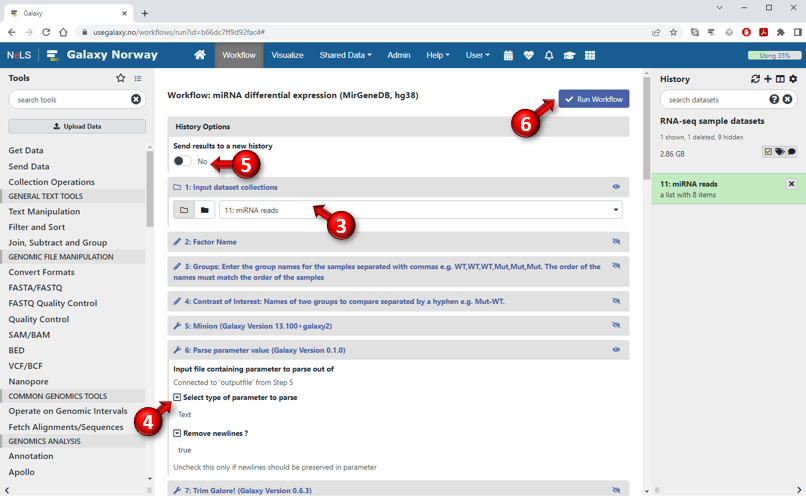 Galaxy
usegalaxy.no/workflows/run?id=b66dc7ff9d92fac4#
NeLS
Galaxy Norway
Workflow
Visualize
Shared Data
Admin
Help
User
Using 35%
Tools
search tools
Upload Data
Get Data
Send Data
Collection Operations
GENERAL TEXT TOOLS
Text Manipulation
Filter and Sort
Join, Subtract and Group
GENOMIC FILE MANIPULATION
Convert Formats
FASTA/FASTQ
FASTQ Quality Control
Quality Control
SAM/BAM
BED
VCF/BCF
Nanopore
COMMON GENOMICS TOOLS
Operate on Genomic Intervals
Fetch Alignments/Sequences
GENOMICS ANALYSIS
Annotation
Apollo
Workflow: miRNA differential expression (MirGeneDB, hg38)
Run Workflow
6
History Options
Send results to a new history
No
5
1: Input dataset collections
11: miRNA reads
3
2: Factor Name
3: Groups: Enter the group names for the samples separated with commas e.g. WT,WT,WT,Mut,Mut,Mut. The order of the
names must match the order of the samples
4: Contrast of Interest: Names of two groups to compare separated by a hyphen e.g. Mut-WT.
5: Minion (Galaxy Version 13.100+galaxy2)
6: Parse parameter value (Galaxy Version 0.1.0)
Input file containing parameter to parse out of
Connected to 'outputfile' from Step 5
Select type of parameter to parse
4
Text
Remove newlines ?
true
Uncheck this only if newlines should be preserved in parameter
7: Trim Galore! (Galaxy Version 0.6.3)
History
search datasets
RNA-seq sample datasets
1 shown, 1 deleted, 9 hidden
2.86 GB
11: miRNA reads
a list with 8 items